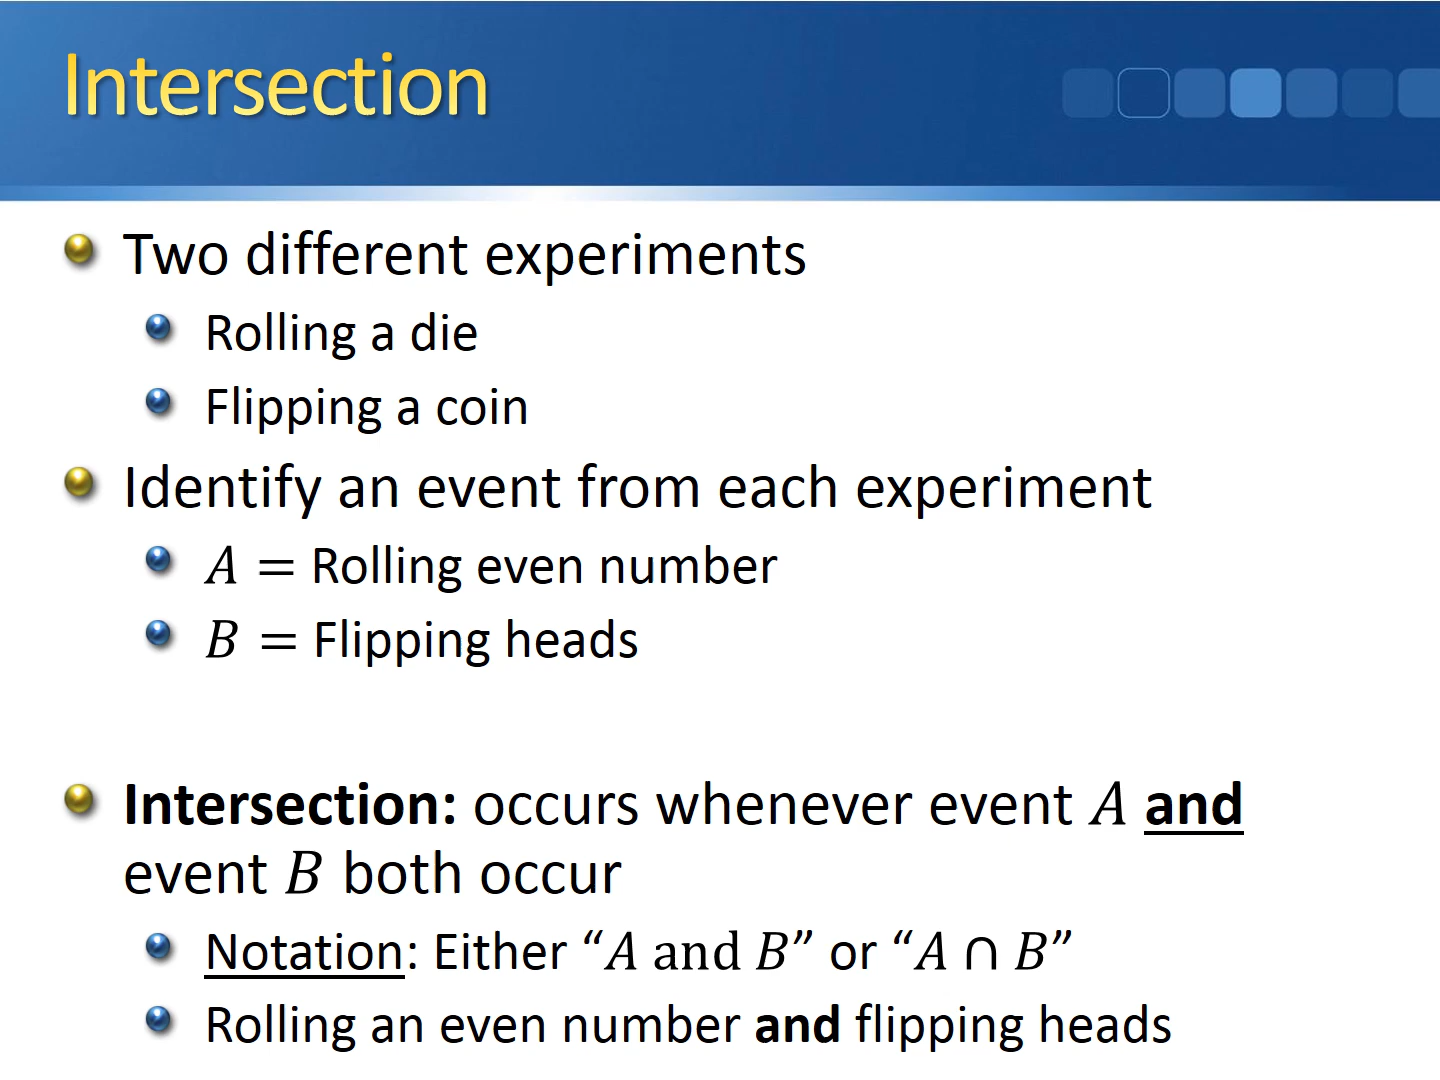 Intersection
Two different experiments
Rolling a die
Flipping a coin
Identify an event from each experiment
A = Rolling even number
B = Flipping heads
Intersection: occurs whenever event A and
event B both occur
Notation: Either “A and B” or “A ∩ B”
Rolling an even number and flipping heads